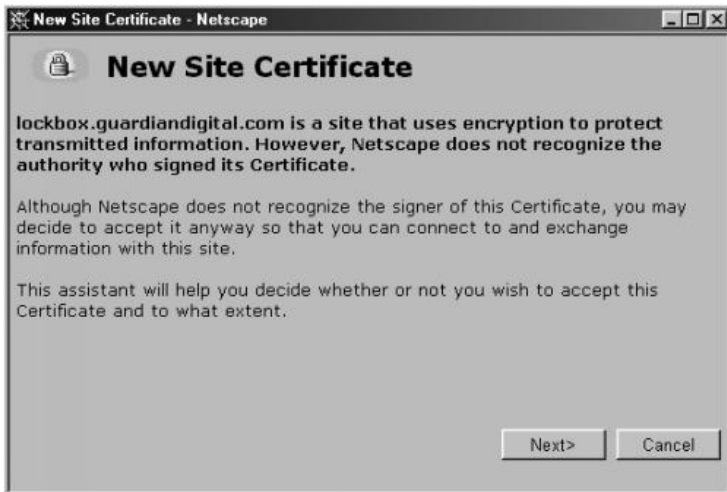 New Site Certificate - Netscape
New Site Certificate
lockbox.guardiandigital.com is a site that uses encryption to protect
transmitted information. However, Netscape does not recognize the
authority who signed its Certificate.
Although Netscape does not recognize the signer of this Certificate, you may
decide to accept it anyway so that you can connect to and exchange
information with this site.
This assistant will help you decide whether or not you wish to accept this
Certificate and to what extent.
Next> Cancel